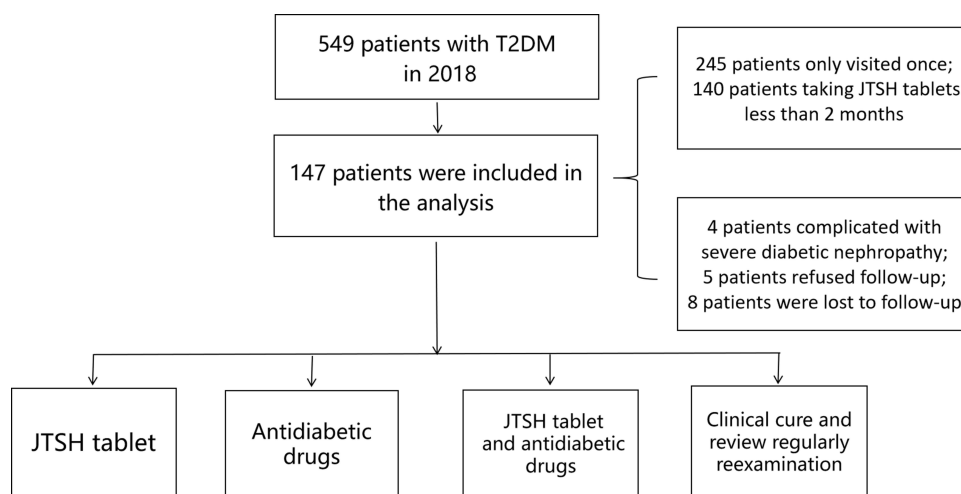 549 patients with T2DM
in 2018
245 patients only visited once;
140 patients taking JTSH tablets
less than 2 months
147 patients were included in
the analysis
4 patients complicated with
severe diabetic nephropathy;
5 patients refused follow-up;
8 patients were lost to follow-up
JTSH tablet
Antidiabetic
drugs
JTSH tablet
and antidiabetic
drugs
Clinical cure and
review regularly
reexamination